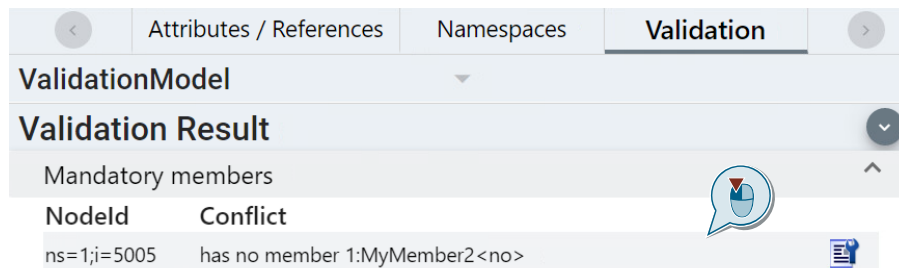 Attributes / References Namespaces Validation
ValidationModel
Validation Result
Mandatory members
NodeId Conflict
ns=1;i=5005 has no member 1:MyMember2<no>